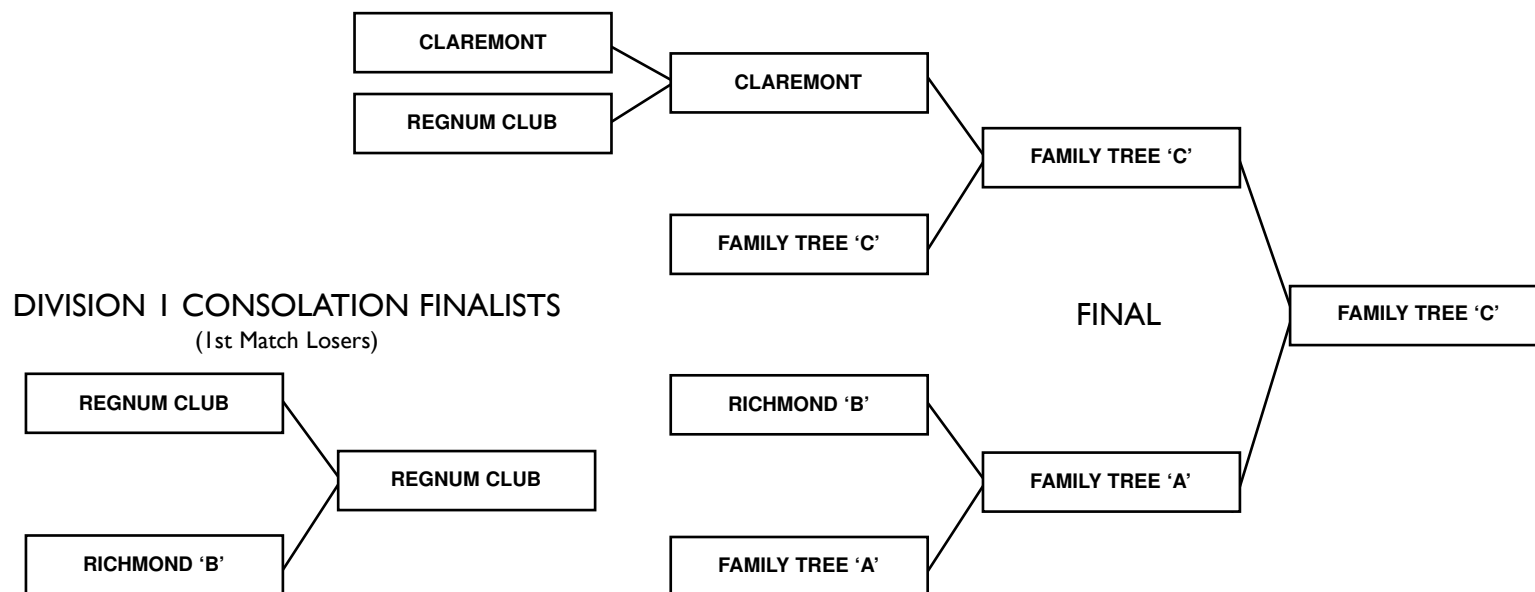 CLAREMONT
REGNUM CLUB
CLAREMONT
FAMILY TREE ‘C’
FAMILY TREE ‘C’
DIVISION 1 CONSOLATION FINALISTS
(1st Match Losers)
FINAL
FAMILY TREE ‘C’
REGNUM CLUB
REGNUM CLUB
RICHMOND ‘B’
RICHMOND ‘B’
FAMILY TREE ‘A’
FAMILY TREE ‘A’